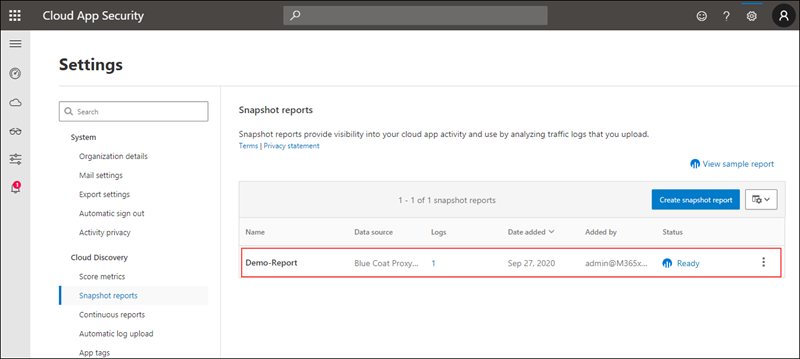 Cloud App Security
?
1
Settings
Search
System
Organization details
Mail settings
Export settings
Automatic sign out
Activity privacy
Cloud Discovery
Score metrics
Snapshot reports
Continuous reports
Automatic log upload
App tags
Snapshot reports
Snapshot reports provide visibility into your cloud app activity and use by analyzing traffic logs that you upload.
Terms | Privacy statement
View sample report
1 - 1 of 1 snapshot reports
Create snapshot report
Name Data source Logs Date added Added by Status
Demo-Report Blue Coat Proxy... 1 Sep 27, 2020 admin@M365x... Ready